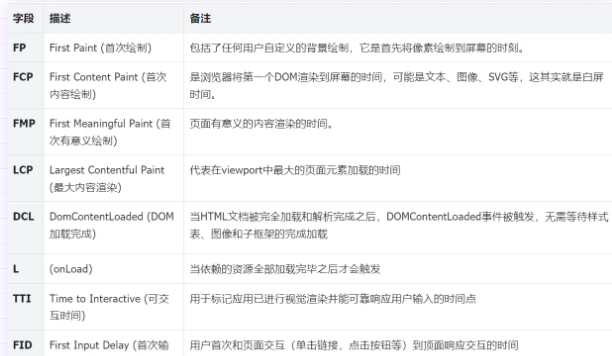 字段 描述 备注
FP First Paint (首次绘制) 包括了任何用户自定义的背景绘制，它是首先将像素绘制到屏幕的时刻。
FCP First Content Paint (首次 是浏览器将第一个DOM渲染到屏幕的时间，可能是文本、图像、SVG等，这其实就是白屏
内容绘制) 时间。
FMP First Meaningful Paint (首 页面有意义的内容渲染的时间。
次有意义绘制)
LCP Largest Contentful Paint 代表在viewport中最大的页面元素加载的时间
(最大内容渲染)
DCL DomContentLoaded (DOM 当HTML文档被完全加载和解析完成之后，DOMContentLoaded事件被触发，无需等待样式
加载完成) 表、图像和子框架的完成加载
L (onLoad) 当依赖的资源全部加载完毕之后才会触发
TTI Time to Interactive (可交 用于标记应用已进行视觉渲染并能可靠响应用户输入的时间点
互时间)
FID First Input Delay (首次输 用户首次和页面交互（单击链接，点击按钮等）到页面响应交互的时间